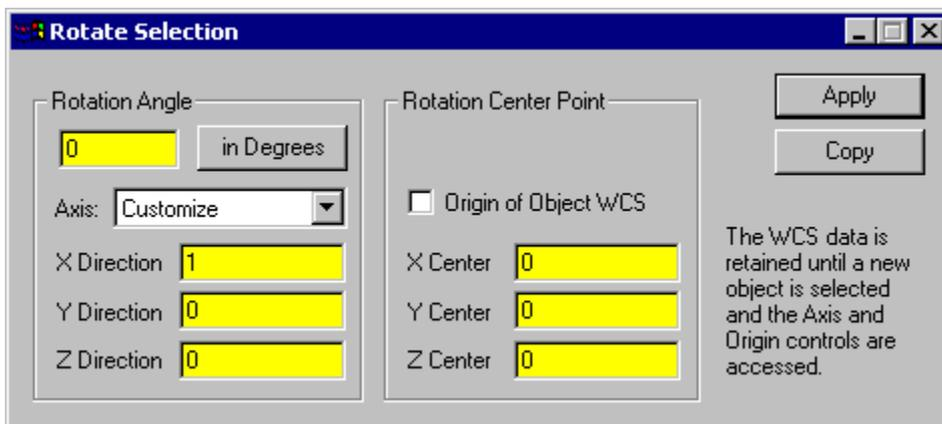 Rotate Selection
Rotation Angle
0
in Degrees
Axis: Customize
X Direction 1
Y Direction 0
Z Direction 0
Rotation Center Point
Origin of Object WCS
X Center 0
Y Center 0
Z Center 0
Apply
Copy
The WCS data is
retained until a new
object is selected
and the Axis and
Origin controls are
accessed.